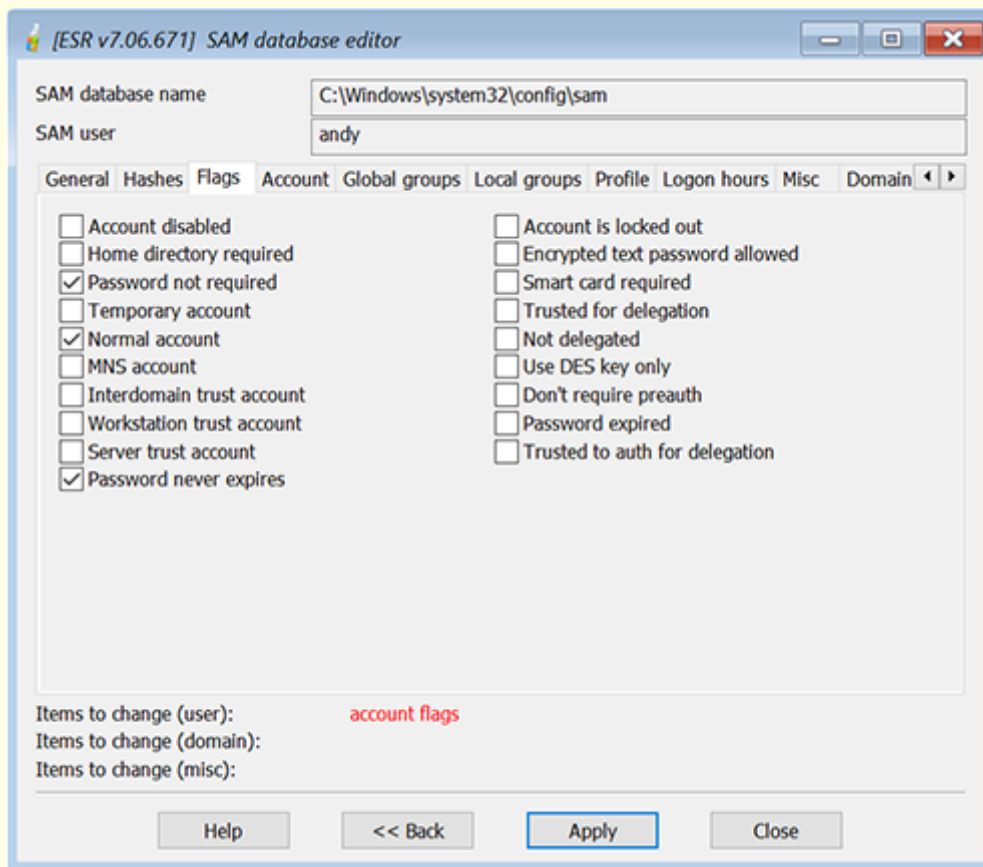 [ESR v7.06.671] SAM database editor
SAM database name
C:\Windows\system32\config\sam
SAM user
andy
General Hashes Flags Account Global groups Local groups Profile Logon hours Misc Domain
Account disabled
Home directory required
Password not required
Temporary account
Normal account
MNS account
Interdomain trust account
Workstation trust account
Server trust account
Password never expires
Account is locked out
Encrypted text password allowed
Smart card required
Trusted for delegation
Not delegated
Use DES key only
Don't require preauth
Password expired
Trusted to auth for delegation
Items to change (user): account flags
Items to change (domain):
Items to change (misc):
Help << Back Apply Close